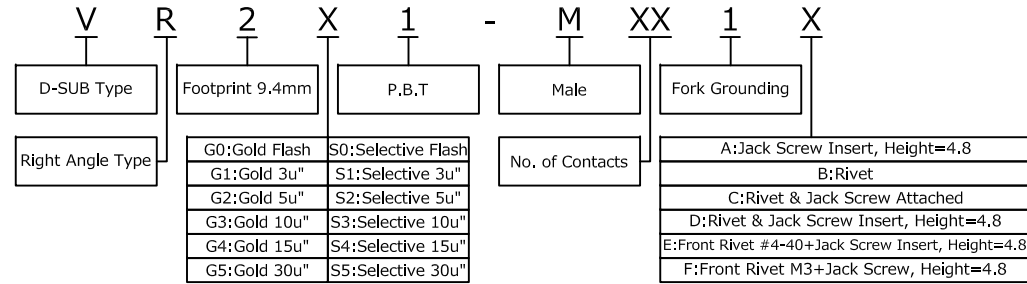 V R 2 X 1 - M XX 1 X
D-SUB Type
Footprint 9.4mm
P.B.T
Male
Fork Grounding
Right Angle Type
G0:Gold Flash S0:Selective Flash
G1:Gold 3u" S1:Selective 3u"
G2:Gold 5u" S2:Selective 5u"
G3:Gold 10u" S3:Selective 10u"
G4:Gold 15u" S4:Selective 15u"
G5:Gold 30u" S5:Selective 30u"
No. of Contacts
A:Jack Screw Insert, Height=4.8
B:Rivet
C:Rivet & Jack Screw Attached
D:Rivet & Jack Screw Insert, Height=4.8
E:Front Rivet #4-40+Jack Screw Insert, Height=4.8
F:Front Rivet M3+Jack Screw, Height=4.8